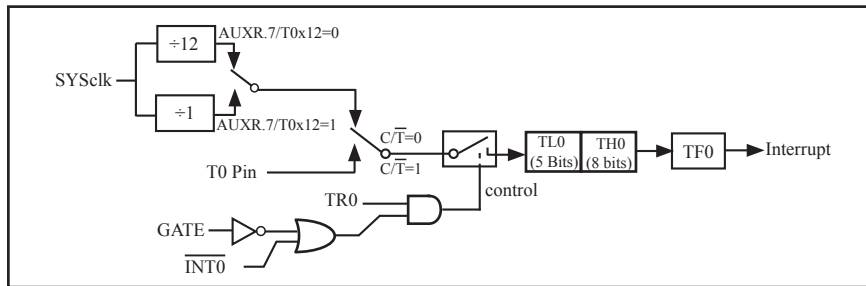 ÷12
AUXR.7/T0x12=0
SYSclk
÷1
AUXR.7/T0x12=1
C/T̅=0
C/T̅=1
T0 Pin
TL0
(5 Bits)
TH0
(8 bits)
TF0
Interrupt
control
TR0
GATE
I̅N̅T̅0̅